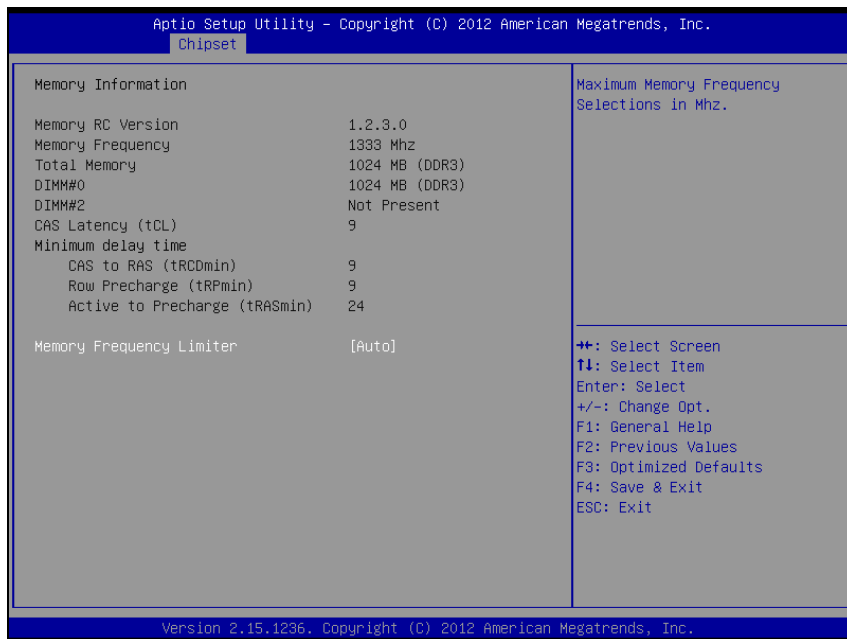 Aptio Setup Utility – Copyright (C) 2012 American Megatrends, Inc.
Chipset
Memory Information
Memory RC Version 1.2.3.0
Memory Frequency 1333 Mhz
Total Memory 1024 MB (DDR3)
DIMM#0 1024 MB (DDR3)
DIMM#2 Not Present
CAS Latency (tCL) 9
Minimum delay time
CAS to RAS (tRCDmin) 9
Row Precharge (tRPmin) 9
Active to Precharge (tRASmin) 24
Memory Frequency Limiter [Auto]
Maximum Memory Frequency
Selections in Mhz.
→←: Select Screen
↑↓: Select Item
Enter: Select
+/-: Change Opt.
F1: General Help
F2: Previous Values
F3: Optimized Defaults
F4: Save & Exit
ESC: Exit
Version 2.15.1236. Copyright (C) 2012 American Megatrends, Inc.